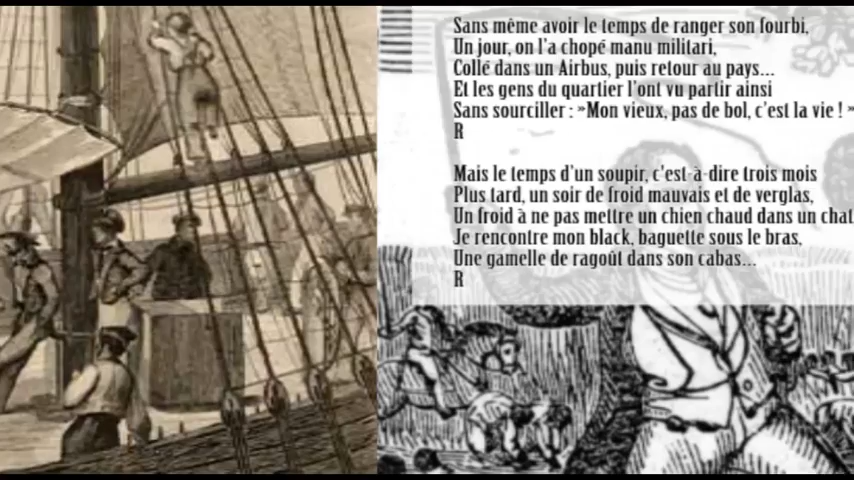 Sans même avoir le temps de ranger son fourbi,
Un jour, on l'a chopé manu militari,
Collé dans un Airbus, puis retour au pays...
Et les gens du quartier l'ont vu partir ainsi
Sans sourciller : »Mon vieux, pas de bol, c'est la vie ! »
R
Mais le temps d'un soupir, c'est-à-dire trois mois
Plus tard, un soir de froid mauvais et de verglas,
Un froid à ne pas mettre un chien chaud dans un chat
Je rencontre mon black, baguette sous le bras,
Une gamelle de ragoût dans son cabas...
R